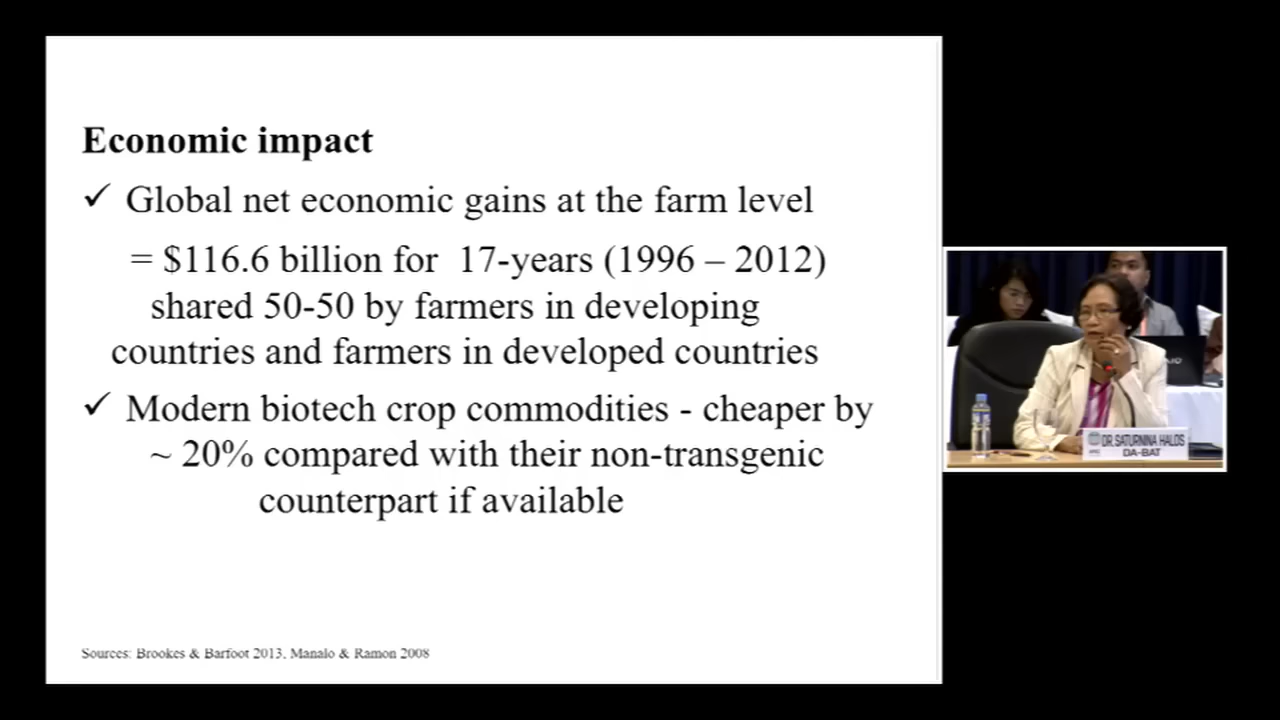 Economic impact
✓ Global net economic gains at the farm level
= $116.6 billion for 17-years (1996 – 2012)
shared 50-50 by farmers in developing
countries and farmers in developed countries
✓ Modern biotech crop commodities - cheaper by
~ 20% compared with their non-transgenic
counterpart if available
Sources: Brookes & Barfoot 2013, Manalo & Ramon 2008
DR. SATURNINA HALOS
DA-BAT